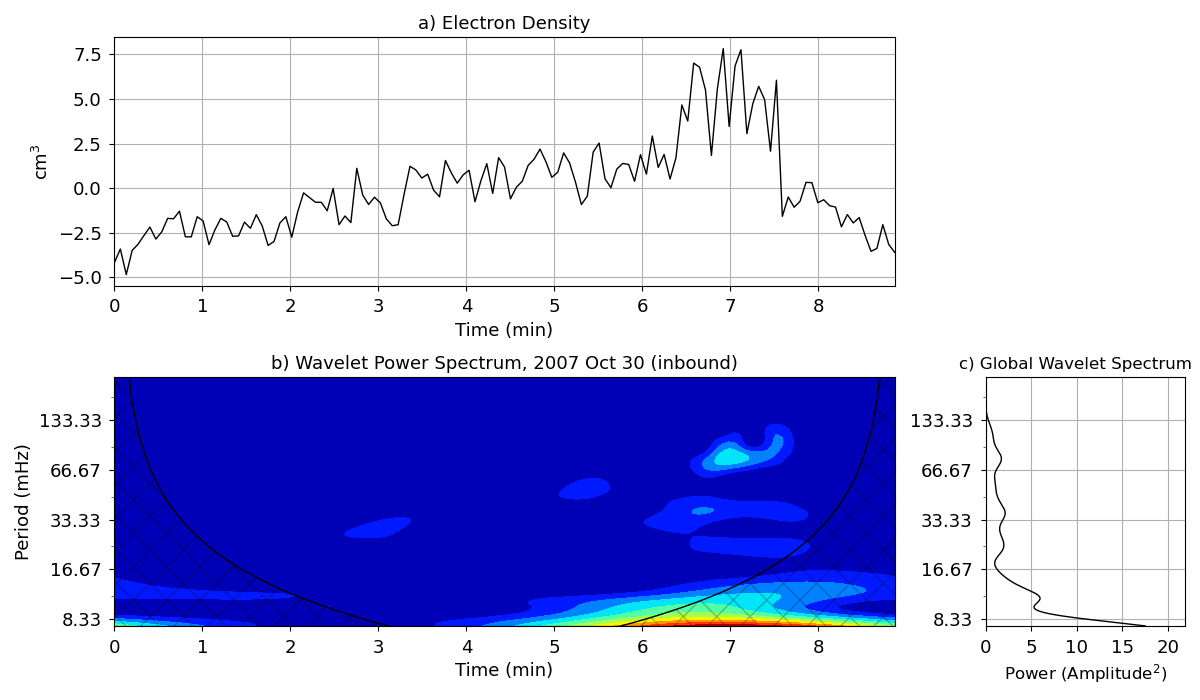 a) Electron Density
7.5
5.0
2.5
0.0
−2.5
−5.0
cm³
0 1 2 3 4 5 6 7 8
Time (min)
b) Wavelet Power Spectrum, 2007 Oct 30 (inbound)
133.33
66.67
33.33
16.67
8.33
Period (mHz)
0 1 2 3 4 5 6 7 8
Time (min)
c) Global Wavelet Spectrum
133.33
66.67
33.33
16.67
8.33
0 5 10 15 20
Power (Amplitude²)